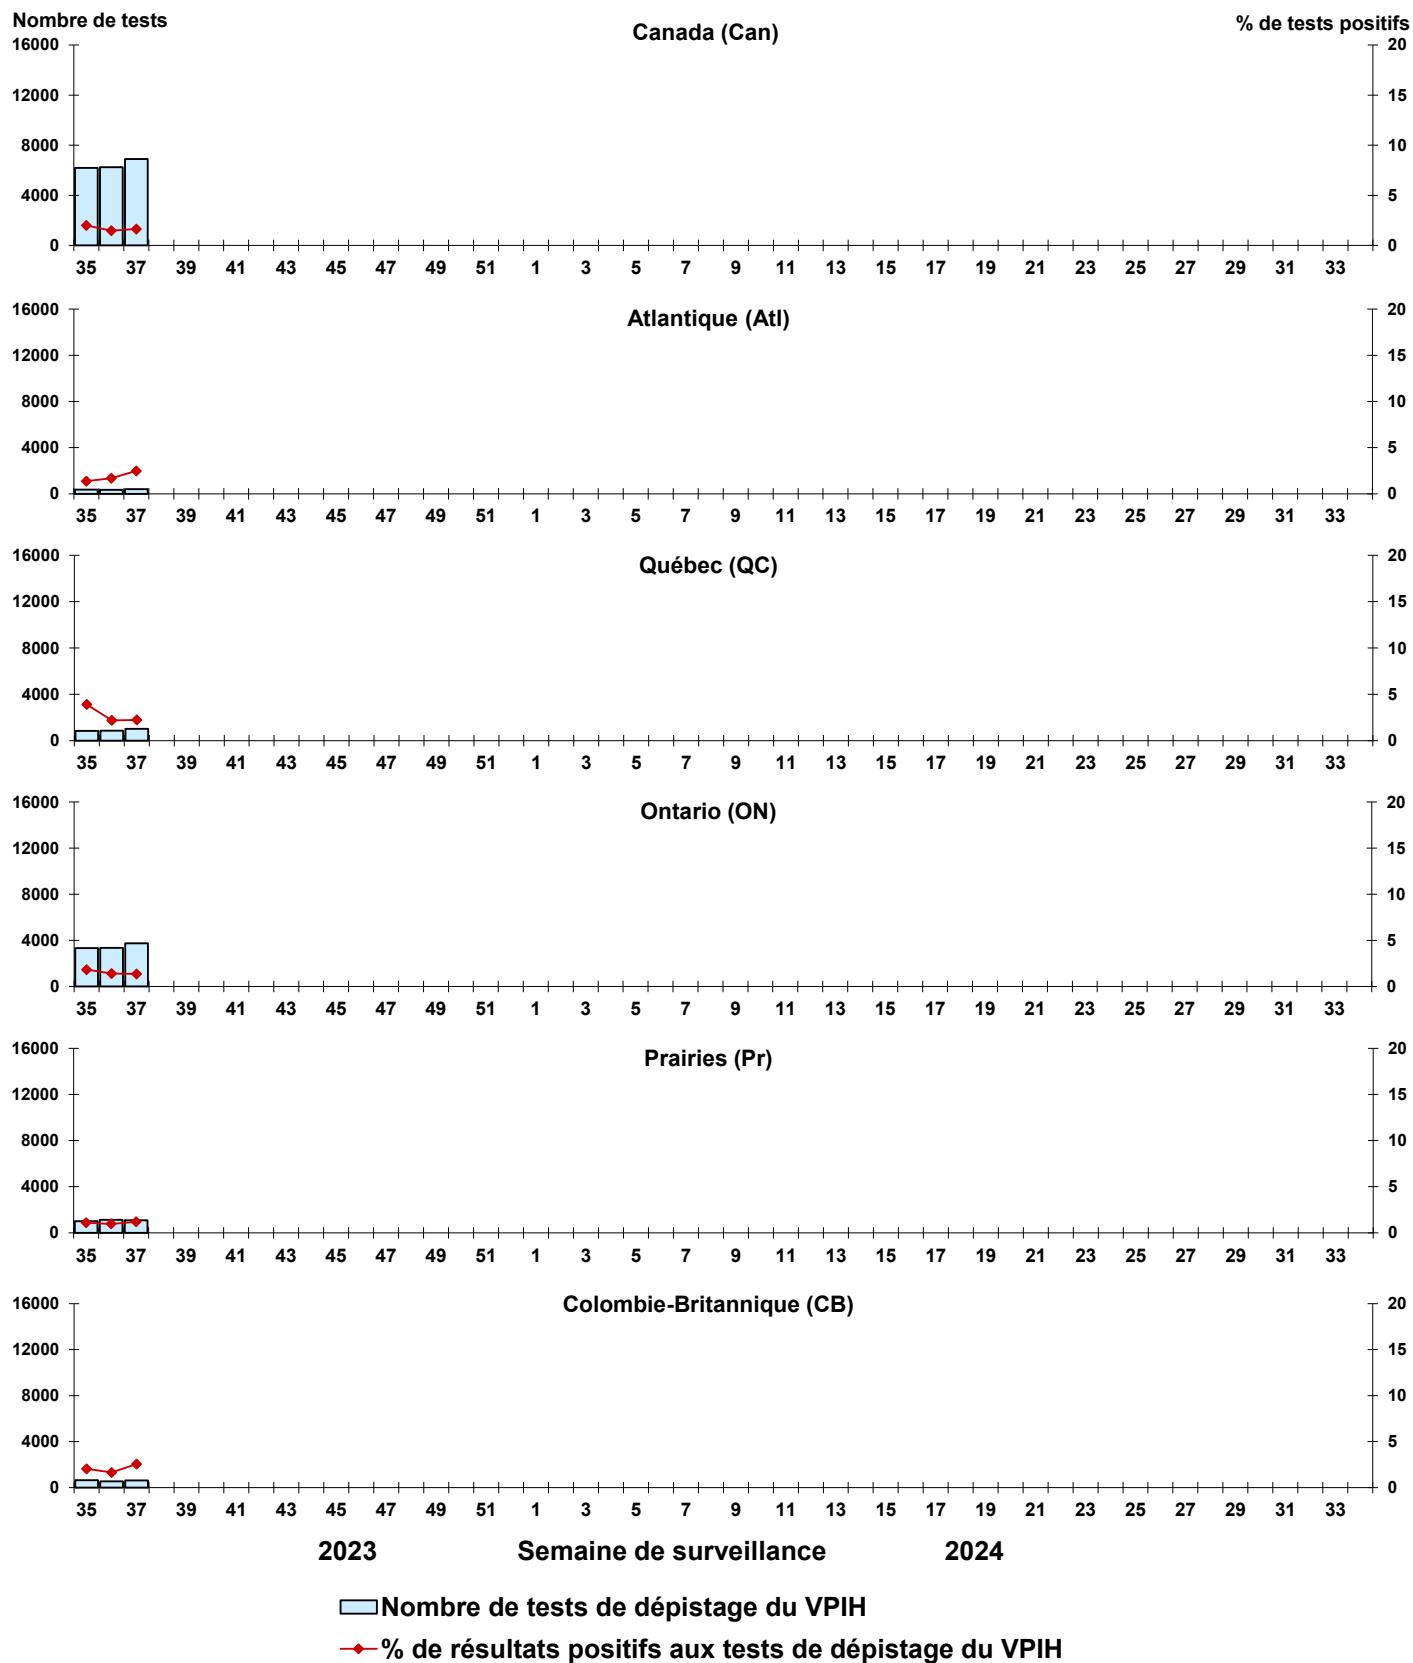 Nombre de tests
Canada (Can)
% de tests positifs
16000 20
12000 15
8000 10
4000 5
0 0
35 37 39 41 43 45 47 49 51 1 3 5 7 9 11 13 15 17 19 21 23 25 27 29 31 33
Atlantique (Atl)
16000 20
12000 15
8000 10
4000 5
0 0
35 37 39 41 43 45 47 49 51 1 3 5 7 9 11 13 15 17 19 21 23 25 27 29 31 33
Québec (QC)
16000 20
12000 15
8000 10
4000 5
0 0
35 37 39 41 43 45 47 49 51 1 3 5 7 9 11 13 15 17 19 21 23 25 27 29 31 33
Ontario (ON)
16000 20
12000 15
8000 10
4000 5
0 0
35 37 39 41 43 45 47 49 51 1 3 5 7 9 11 13 15 17 19 21 23 25 27 29 31 33
Prairies (Pr)
16000 20
12000 15
8000 10
4000 5
0 0
35 37 39 41 43 45 47 49 51 1 3 5 7 9 11 13 15 17 19 21 23 25 27 29 31 33
Colombie-Britannique (CB)
16000 20
12000 15
8000 10
4000 5
0 0
35 37 39 41 43 45 47 49 51 1 3 5 7 9 11 13 15 17 19 21 23 25 27 29 31 33
2023 Semaine de surveillance 2024
Nombre de tests de dépistage du VPIH
% de résultats positifs aux tests de dépistage du VPIH